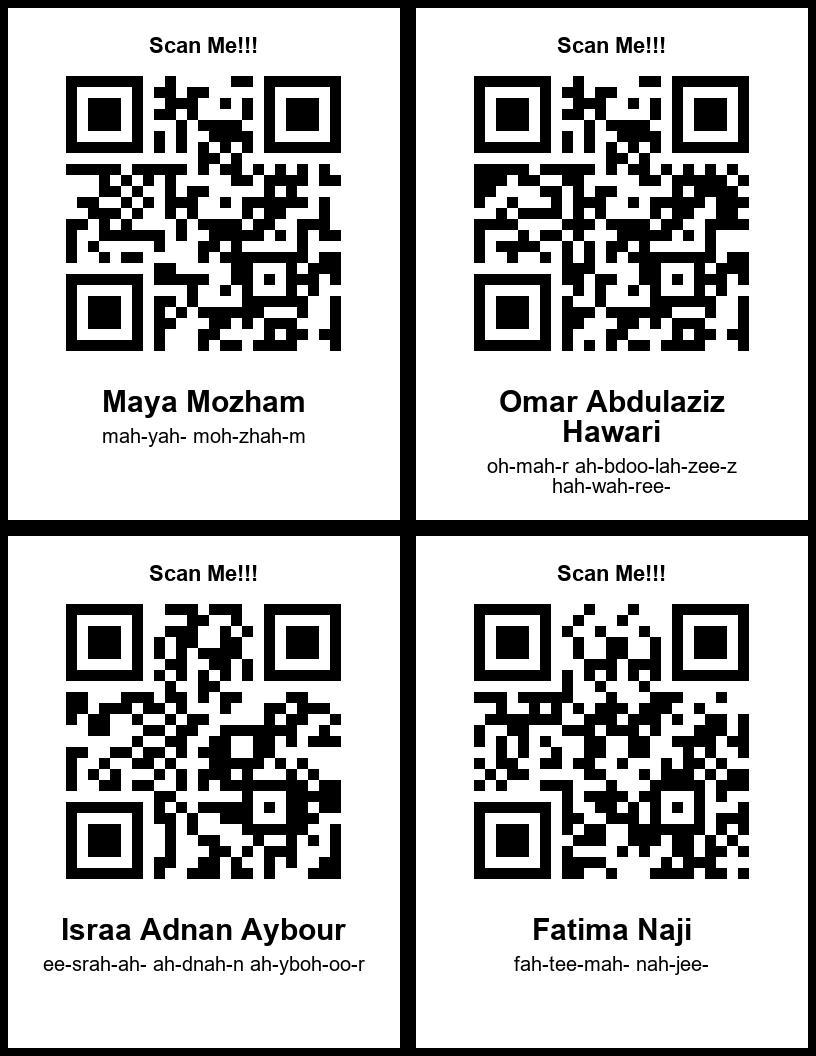 Scan Me!!!
Maya Mozham
mah-yah- moh-zhah-m
Scan Me!!!
Omar Abdulaziz
Hawari
oh-mah-r ah-bdoo-lah-zee-z
hah-wah-ree-
Scan Me!!!
Israa Adnan Aybour
ee-srah-ah- ah-dnah-n ah-yboh-oo-r
Scan Me!!!
Fatima Naji
fah-tee-mah- nah-jee-